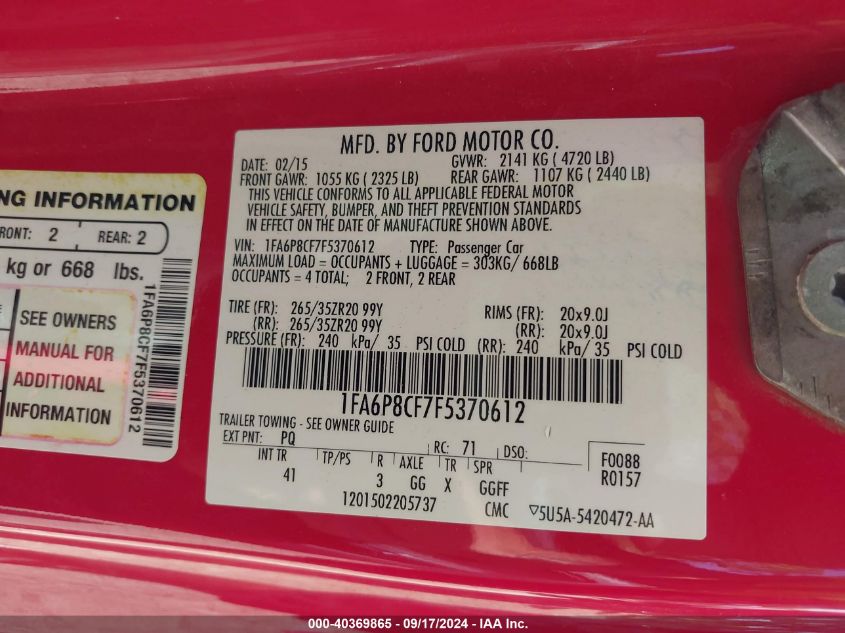 MFD. BY FORD MOTOR CO.
DATE: 02/15 GVWR: 2141 KG ( 4720 LB)
FRONT GAWR: 1055 KG ( 2325 LB) REAR GAWR: 1107 KG ( 2440 LB)
THIS VEHICLE CONFORMS TO ALL APPLICABLE FEDERAL MOTOR
VEHICLE SAFETY, BUMPER, AND THEFT PREVENTION STANDARDS
IN EFFECT ON THE DATE OF MANUFACTURE SHOWN ABOVE.
VIN: 1FA6P8CF7F5370612 TYPE: Passenger Car
MAXIMUM LOAD = OCCUPANTS + LUGGAGE = 303KG/ 668LB
OCCUPANTS = 4 TOTAL; 2 FRONT, 2 REAR
TIRE (FR): 265/35ZR20 99Y RIMS (FR): 20x9.0J
(RR): 265/35ZR20 99Y (RR): 20x9.0J
PRESSURE (FR): 240 kPa/ 35 PSI COLD (RR): 240 kPa/ 35 PSI COLD
1FA6P8CF7F5370612
TRAILER TOWING - SEE OWNER GUIDE
EXT PNT: PQ RC: 71 DSO: F0088
INT TR TP/PS R AXLE TR SPR R0157
41 3 GG X GGFF
1201502205737 CMC ▽5U5A-5420472-AA
NG INFORMATION
RONT: 2 REAR: 2
kg or 668 lbs.
SEE OWNERS
MANUAL FOR
ADDITIONAL
INFORMATION
1FA6P8CF7F5370612
000-40369865 - 09/17/2024 - IAA Inc.